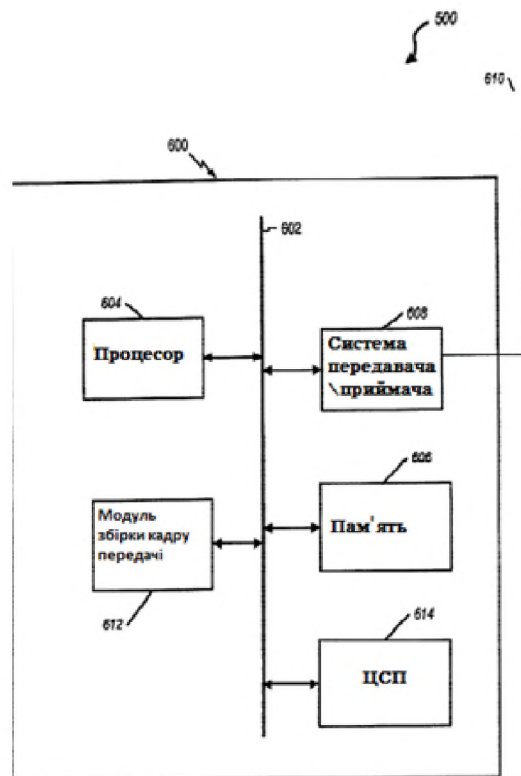 500
610
600
602
604
Процесор
608
Система
передавача
\приймача
606
Пам'ять
Модуль
збірки кадру
передачі
612
614
ЦСП